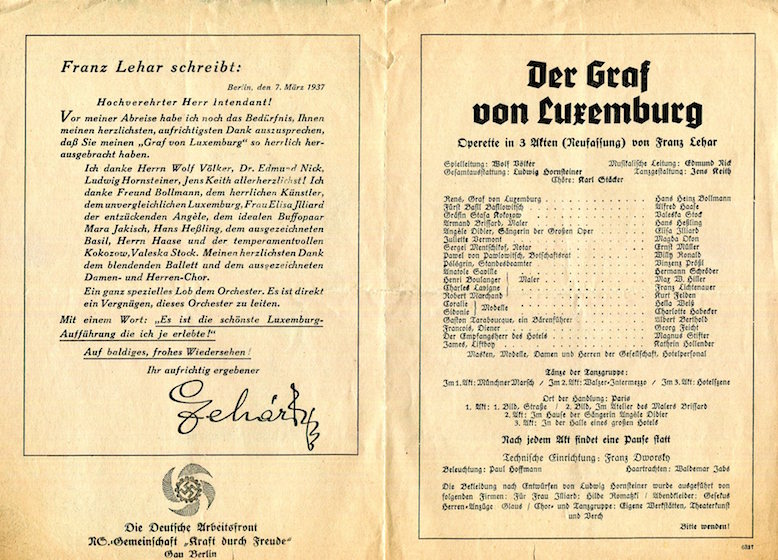 Franz Lehar schreibt:
Berlin, den 7. März 1937
Hochverehrter Herr Intendant!
Vor meiner Abreise habe ich noch das Bedürfnis, Ihnen
meinen herzlichsten, aufrichtigsten Dank auszusprechen,
daß Sie meinen „Graf von Luxemburg" so herrlich her-
ausgebracht haben.
Ich danke Herrn Wolf Völker, Dr. Edmund Nick,
Ludwig Hornsteiner, Jens Keith allerherzlichst! Ich
danke Freund Bollmann, dem herrlichen Künstler,
dem unvergleichlichen Luxemburg, Frau Elisa Jlliard
der entzückenden Angèle, dem idealen Buffopaar
Mara Jakisch, Hans Heßling, dem ausgezeichneten
Basil, Herrn Haase und der temperamentvollen
Kokozow, Valeska Stock. Meinen herzlichsten Dank
dem blendenden Ballett und dem ausgezeichneten
Damen- und Herren-Chor.
Ein ganz spezielles Lob dem Orchester. Es ist direkt
ein Vergnügen, dieses Orchester zu leiten.
Mit einem Wort: „Es ist die schönste Luxemburg-
Aufführung die ich je erlebte!"
Auf baldiges, frohes Wiedersehen!
Ihr aufrichtig ergebener
Lehár
Die Deutsche Arbeitsfront
NS.-Gemeinschaft „Kraft durch Freude"
Gau Berlin
Der Graf
von Luxemburg
Operette in 3 Akten (Neufassung) von Franz Lehar
Spielleitung: Wolf Völker Musikalische Leitung: Edmund Nick
Gesamtausstattung: Ludwig Hornsteiner Tanzgestaltung: Jens Keith
Chöre: Karl Stäcker
René, Graf von Luxemburg . . . Hans Heinz Bollmann
Fürst Basil Basilowitsch . . . Alfred Haase
Gräfin Stasa Kokozow . . . Valeska Stock
Armand Brissard, Maler . . . Hans Heßling
Angèle Didier, Sängerin der Großen Oper . . . Elisa Jlliard
Juliette Vermont . . . Magda Okon
Sergei Mentschikof, Notar . . . Ernst Müller
Pawel von Pawlowitsch, Botschaftsrat . . . Willy Ronald
Pélégrin, Standesbeamter . . . Vinzenz Prößl
Anatole Saville . . . Hermann Schröder
Henri Boulanger } Maler . . . Max W. Hiller
Charles Lavigne . . . Franz Lichtenauer
Robert Marchand . . . Kurt Felden
Coralie } Modelle . . . Hella Weiß
Sidonie . . . Charlotte Habecker
Gaston Tarabouque, ein Bärenführer . . . Albert Berthold
Francois, Diener . . . Georg Feicht
Der Empfangschef des Hotels . . . Magnus Stifter
James, Liftboy . . . Kathrin Hollender
Masken, Modelle, Damen und Herren der Gesellschaft, Hotelpersonal
Tänze der Tanzgruppe:
Im 1. Akt: Münchner Marsch / Im 2. Akt: Walzer-Intermezzo / Im 3. Akt: Hotelszene
Ort der Handlung: Paris
1. Akt: 1. Bild, Straße / 2. Bild, Im Atelier des Malers Brissard
2. Akt: Im Hause der Sängerin Angèle Didier
3. Akt: In der Halle eines großen Hotels
Nach jedem Akt findet eine Pause statt
Technische Einrichtung: Franz Dworsky
Beleuchtung: Paul Hoffmann Haartrachten: Waldemar Jabs
Die Bekleidung nach Entwürfen von Ludwig Hornsteiner wurde ausgeführt von
folgenden Firmen: Für Frau Jlliard: Hilde Romatzki / Abendkleider: Gesekus
Herren-Anzüge Glaus / Chor- und Tanzgruppe: Eigene Werkstätten, Theaterkunst
und Verch
Bitte wenden!